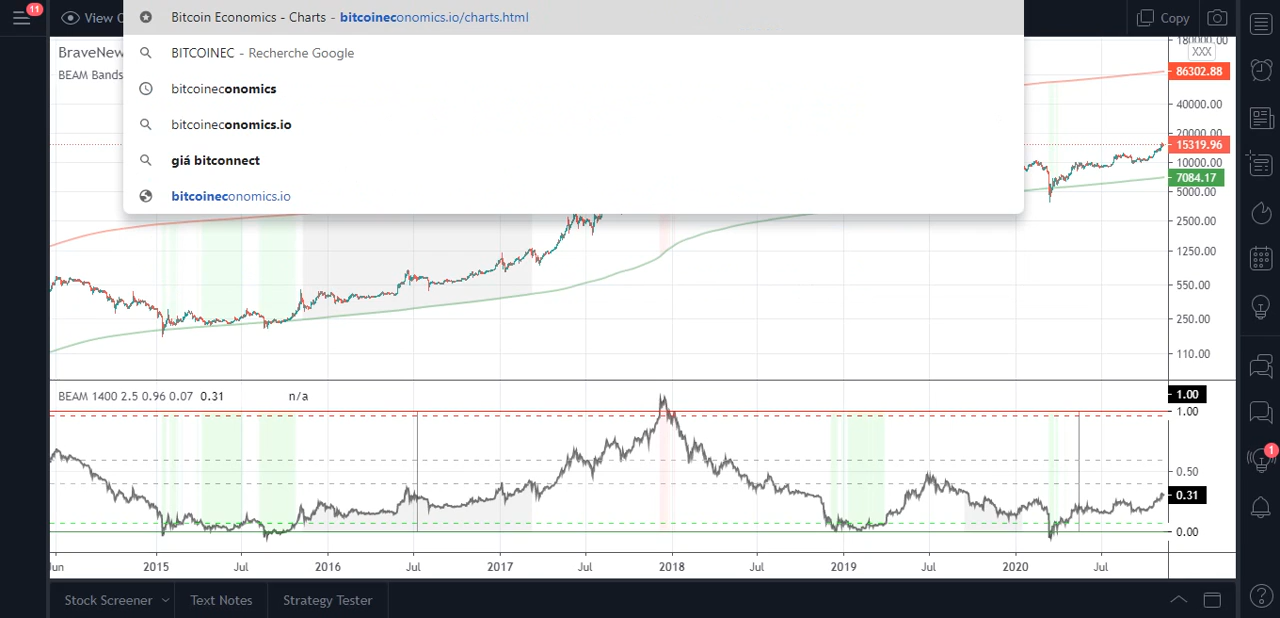 11
View C
Bitcoin Economics - Charts - bitcoineconomics.io/charts.html
Copy
BraveNew
BITCOINEC - Recherche Google
BEAM Bands
bitcoineconomics
bitcoineconomics.io
giá bitconnect
bitcoineconomics.io
180000.00
XXX
86302.88
40000.00
20000.00
15319.96
10000.00
7084.17
5000.00
2500.00
1250.00
550.00
250.00
110.00
BEAM 1400 2.5 0.96 0.07 0.31 n/a
1.00
1.00
0.50
0.31
0.00
1
Jun 2015 Jul 2016 Jul 2017 Jul 2018 Jul 2019 Jul 2020 Jul
Stock Screener Text Notes Strategy Tester